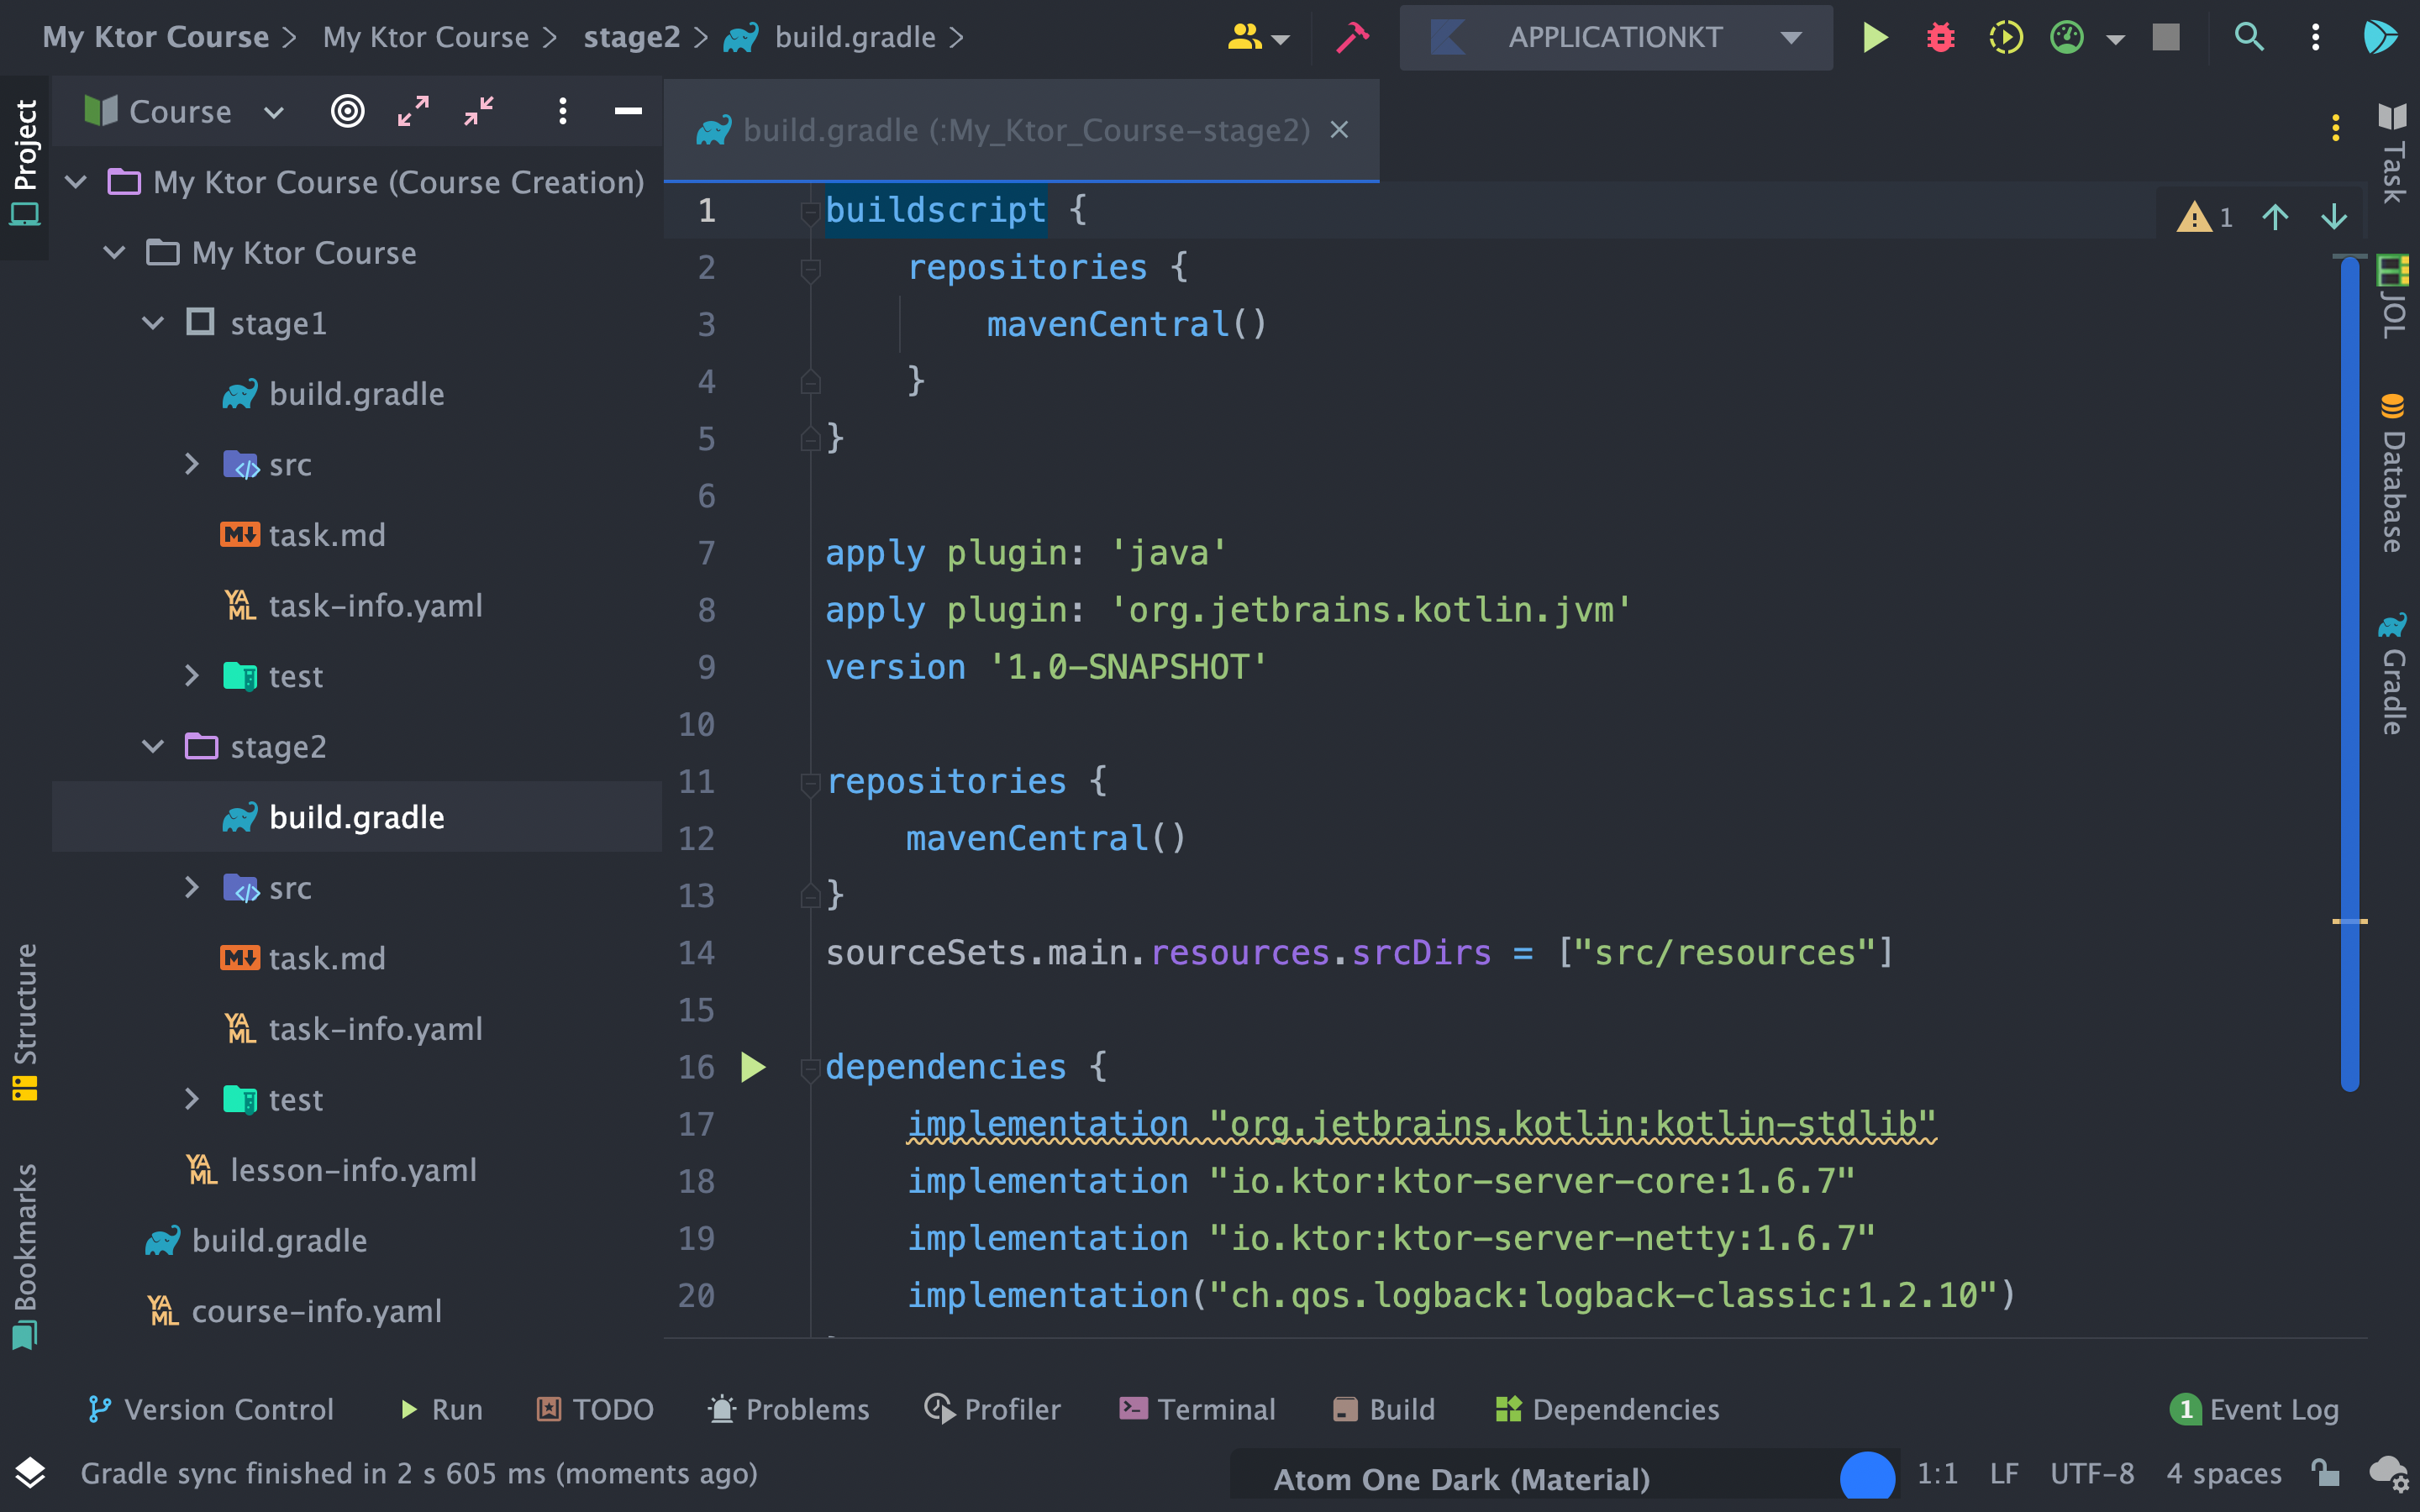 My Ktor Course > My Ktor Course > stage2 > build.gradle >
APPLICATIONKT
Project
Course
build.gradle (:My_Ktor_Course-stage2)
My Ktor Course (Course Creation)
My Ktor Course
stage1
build.gradle
src
task.md
task-info.yaml
test
stage2
build.gradle
src
task.md
task-info.yaml
test
lesson-info.yaml
build.gradle
course-info.yaml
Structure
Bookmarks
1 buildscript {
2 repositories {
3 mavenCentral()
4 }
5 }
6
7 apply plugin: 'java'
8 apply plugin: 'org.jetbrains.kotlin.jvm'
9 version '1.0-SNAPSHOT'
10
11 repositories {
12 mavenCentral()
13 }
14 sourceSets.main.resources.srcDirs = ["src/resources"]
15
16 dependencies {
17 implementation "org.jetbrains.kotlin:kotlin-stdlib"
18 implementation "io.ktor:ktor-server-core:1.6.7"
19 implementation "io.ktor:ktor-server-netty:1.6.7"
20 implementation("ch.qos.logback:logback-classic:1.2.10")
1
Task
JOL
Database
Gradle
Version Control
Run
TODO
Problems
Profiler
Terminal
Build
Dependencies
1 Event Log
Gradle sync finished in 2 s 605 ms (moments ago)
Atom One Dark (Material)
1:1
LF
UTF-8
4 spaces